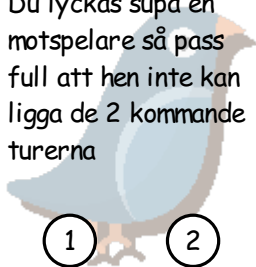 Du lyckas supa en
motspelare så pass
full att hen inte kan
ligga de 2 kommande
turerna
1 2